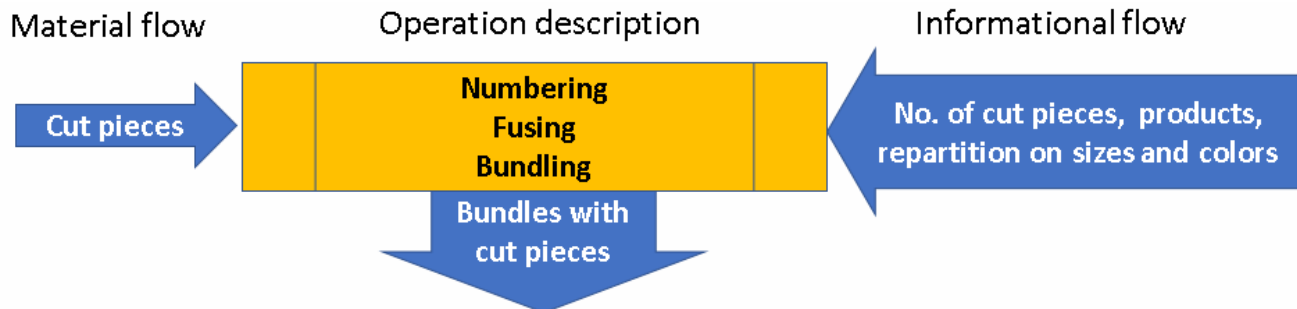 Material flow
Operation description
Informational flow
Cut pieces
Numbering
Fusing
Bundling
No. of cut pieces, products,
repartition on sizes and colors
Bundles with
cut pieces